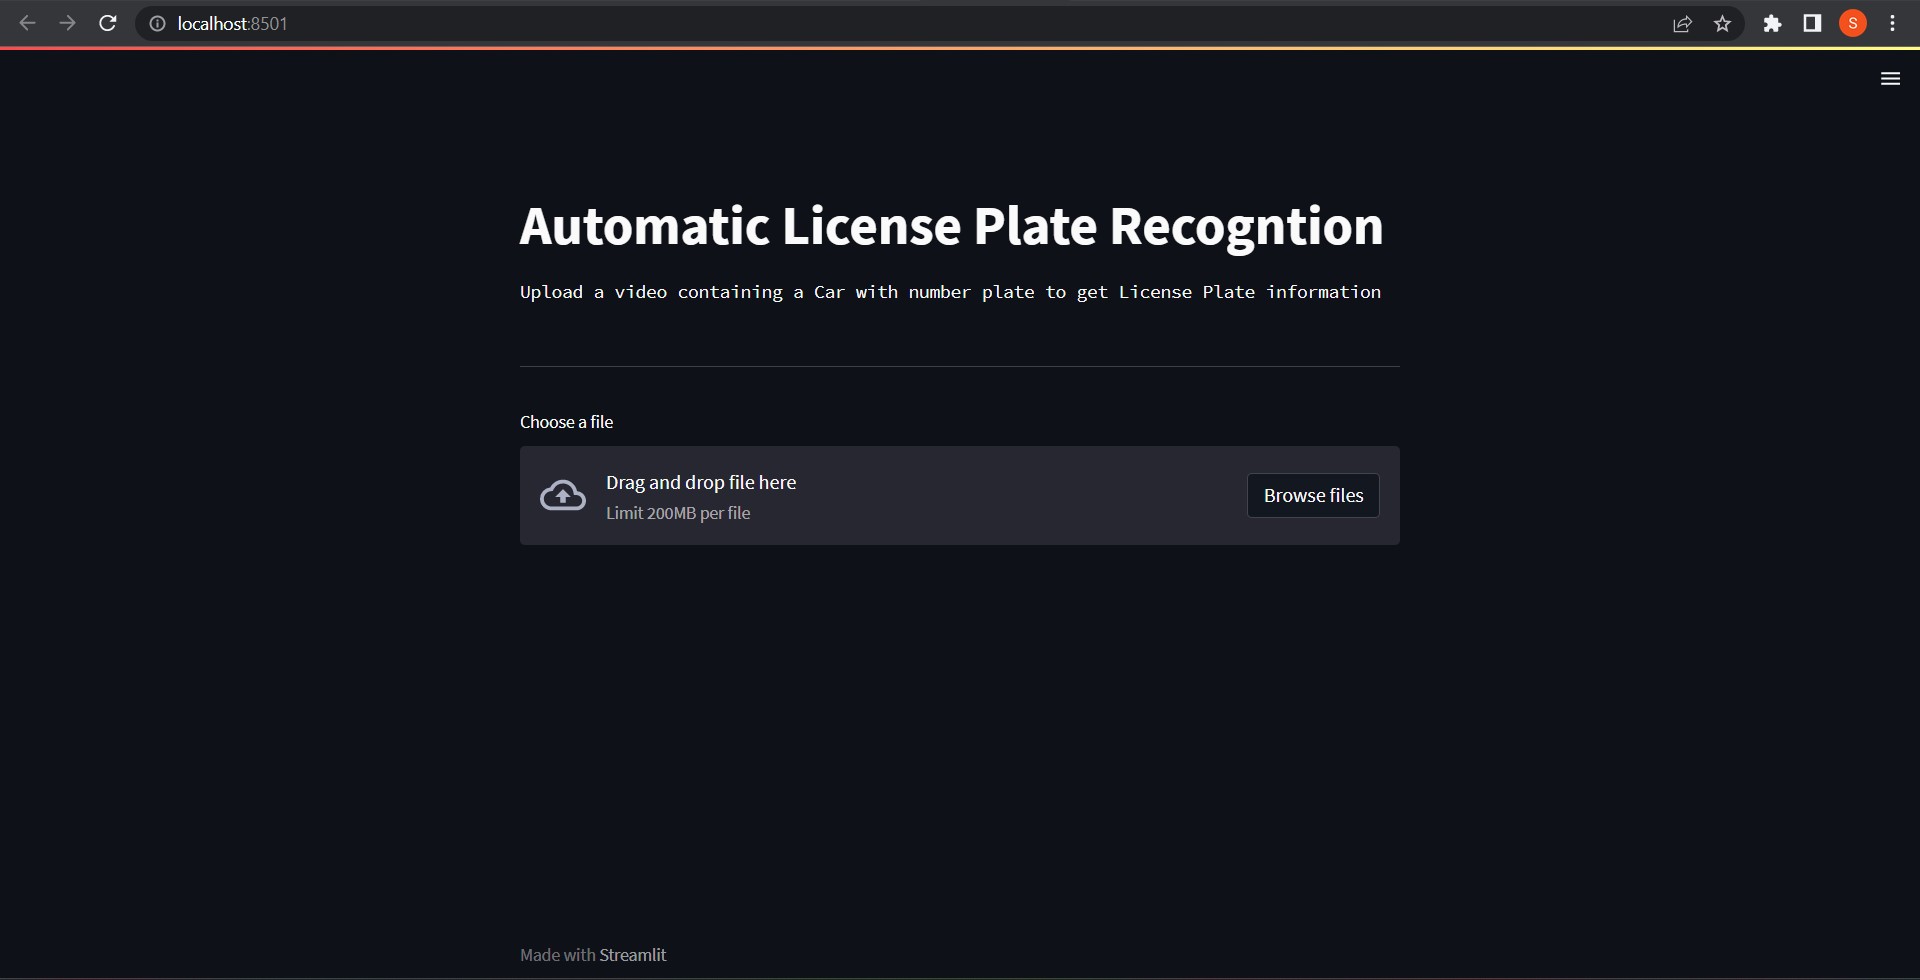 localhost:8501
S
Automatic License Plate Recogntion
Upload a video containing a Car with number plate to get License Plate information
Choose a file
Drag and drop file here
Limit 200MB per file
Browse files
Made with Streamlit